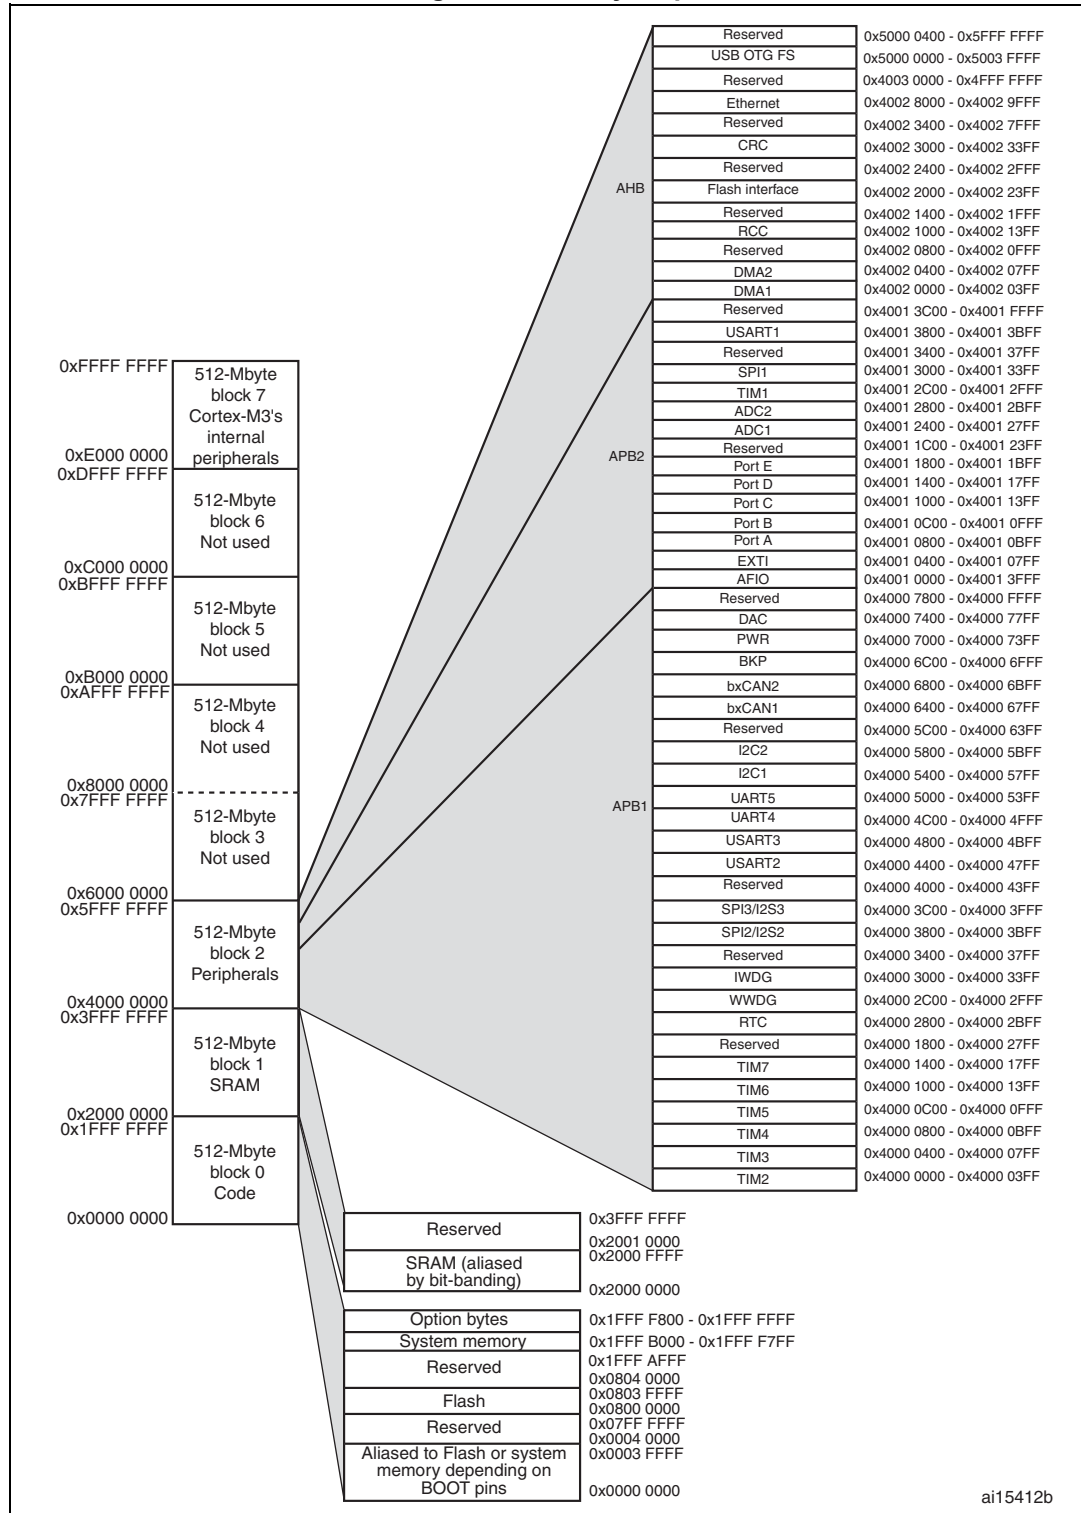 Reserved 0x5000 0400 - 0x5FFF FFFF
USB OTG FS 0x5000 0000 - 0x5003 FFFF
Reserved 0x4003 0000 - 0x4FFF FFFF
Ethernet 0x4002 8000 - 0x4002 9FFF
Reserved 0x4002 3400 - 0x4002 7FFF
CRC 0x4002 3000 - 0x4002 33FF
Reserved 0x4002 2400 - 0x4002 2FFF
AHB Flash interface 0x4002 2000 - 0x4002 23FF
Reserved 0x4002 1400 - 0x4002 1FFF
RCC 0x4002 1000 - 0x4002 13FF
Reserved 0x4002 0800 - 0x4002 0FFF
DMA2 0x4002 0400 - 0x4002 07FF
DMA1 0x4002 0000 - 0x4002 03FF
Reserved 0x4001 3C00 - 0x4001 FFFF
USART1 0x4001 3800 - 0x4001 3BFF
Reserved 0x4001 3400 - 0x4001 37FF
SPI1 0x4001 3000 - 0x4001 33FF
TIM1 0x4001 2C00 - 0x4001 2FFF
ADC2 0x4001 2800 - 0x4001 2BFF
ADC1 0x4001 2400 - 0x4001 27FF
Reserved 0x4001 1C00 - 0x4001 23FF
APB2 Port E 0x4001 1800 - 0x4001 1BFF
Port D 0x4001 1400 - 0x4001 17FF
Port C 0x4001 1000 - 0x4001 13FF
Port B 0x4001 0C00 - 0x4001 0FFF
Port A 0x4001 0800 - 0x4001 0BFF
EXTI 0x4001 0400 - 0x4001 07FF
AFIO 0x4001 0000 - 0x4001 3FFF
Reserved 0x4000 7800 - 0x4000 FFFF
DAC 0x4000 7400 - 0x4000 77FF
PWR 0x4000 7000 - 0x4000 73FF
BKP 0x4000 6C00 - 0x4000 6FFF
bxCAN2 0x4000 6800 - 0x4000 6BFF
bxCAN1 0x4000 6400 - 0x4000 67FF
Reserved 0x4000 5C00 - 0x4000 63FF
I2C2 0x4000 5800 - 0x4000 5BFF
I2C1 0x4000 5400 - 0x4000 57FF
APB1 UART5 0x4000 5000 - 0x4000 53FF
UART4 0x4000 4C00 - 0x4000 4FFF
USART3 0x4000 4800 - 0x4000 4BFF
USART2 0x4000 4400 - 0x4000 47FF
Reserved 0x4000 4000 - 0x4000 43FF
SPI3/I2S3 0x4000 3C00 - 0x4000 3FFF
SPI2/I2S2 0x4000 3800 - 0x4000 3BFF
Reserved 0x4000 3400 - 0x4000 37FF
IWDG 0x4000 3000 - 0x4000 33FF
WWDG 0x4000 2C00 - 0x4000 2FFF
RTC 0x4000 2800 - 0x4000 2BFF
Reserved 0x4000 1800 - 0x4000 27FF
TIM7 0x4000 1400 - 0x4000 17FF
TIM6 0x4000 1000 - 0x4000 13FF
TIM5 0x4000 0C00 - 0x4000 0FFF
TIM4 0x4000 0800 - 0x4000 0BFF
TIM3 0x4000 0400 - 0x4000 07FF
TIM2 0x4000 0000 - 0x4000 03FF
0xFFFF FFFF
512-Mbyte
block 7
Cortex-M3's
internal
peripherals
0xE000 0000
0xDFFF FFFF
512-Mbyte
block 6
Not used
0xC000 0000
0xBFFF FFFF
512-Mbyte
block 5
Not used
0xB000 0000
0xAFFF FFFF
512-Mbyte
block 4
Not used
0x8000 0000
0x7FFF FFFF
512-Mbyte
block 3
Not used
0x6000 0000
0x5FFF FFFF
512-Mbyte
block 2
Peripherals
0x4000 0000
0x3FFF FFFF
512-Mbyte
block 1
SRAM
0x2000 0000
0x1FFF FFFF
512-Mbyte
block 0
Code
0x0000 0000
0x3FFF FFFF
Reserved
0x2001 0000
0x2000 FFFF
SRAM (aliased
by bit-banding)
0x2000 0000
Option bytes 0x1FFF F800 - 0x1FFF FFFF
System memory 0x1FFF B000 - 0x1FFF F7FF
0x1FFF AFFF
Reserved
0x0804 0000
0x0803 FFFF
Flash
0x0800 0000
0x07FF FFFF
Reserved
0x0004 0000
0x0003 FFFF
Aliased to Flash or system
memory depending on
BOOT pins
0x0000 0000
ai15412b